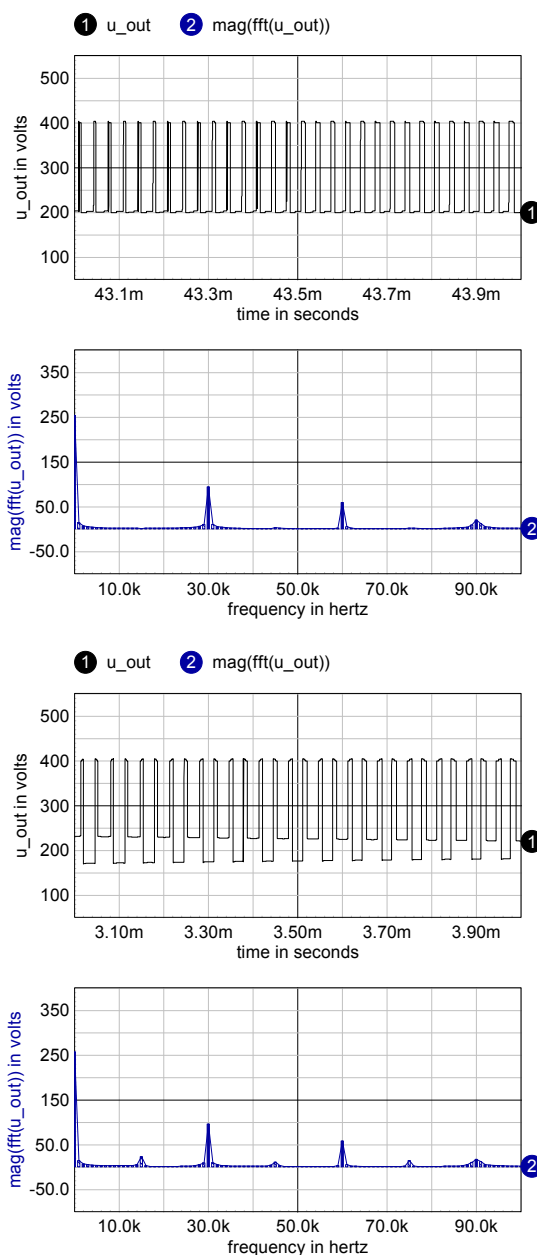 1 u_out 2 mag(fft(u_out))
500
400
300
200
100
u_out in volts
1
43.1m 43.3m 43.5m 43.7m 43.9m
time in seconds
350
250
150
50.0
-50.0
mag(fft(u_out)) in volts
2
10.0k 30.0k 50.0k 70.0k 90.0k
frequency in hertz
1 u_out 2 mag(fft(u_out))
500
400
300
200
100
u_out in volts
1
3.10m 3.30m 3.50m 3.70m 3.90m
time in seconds
350
250
150
50.0
-50.0
mag(fft(u_out)) in volts
2
10.0k 30.0k 50.0k 70.0k 90.0k
frequency in hertz